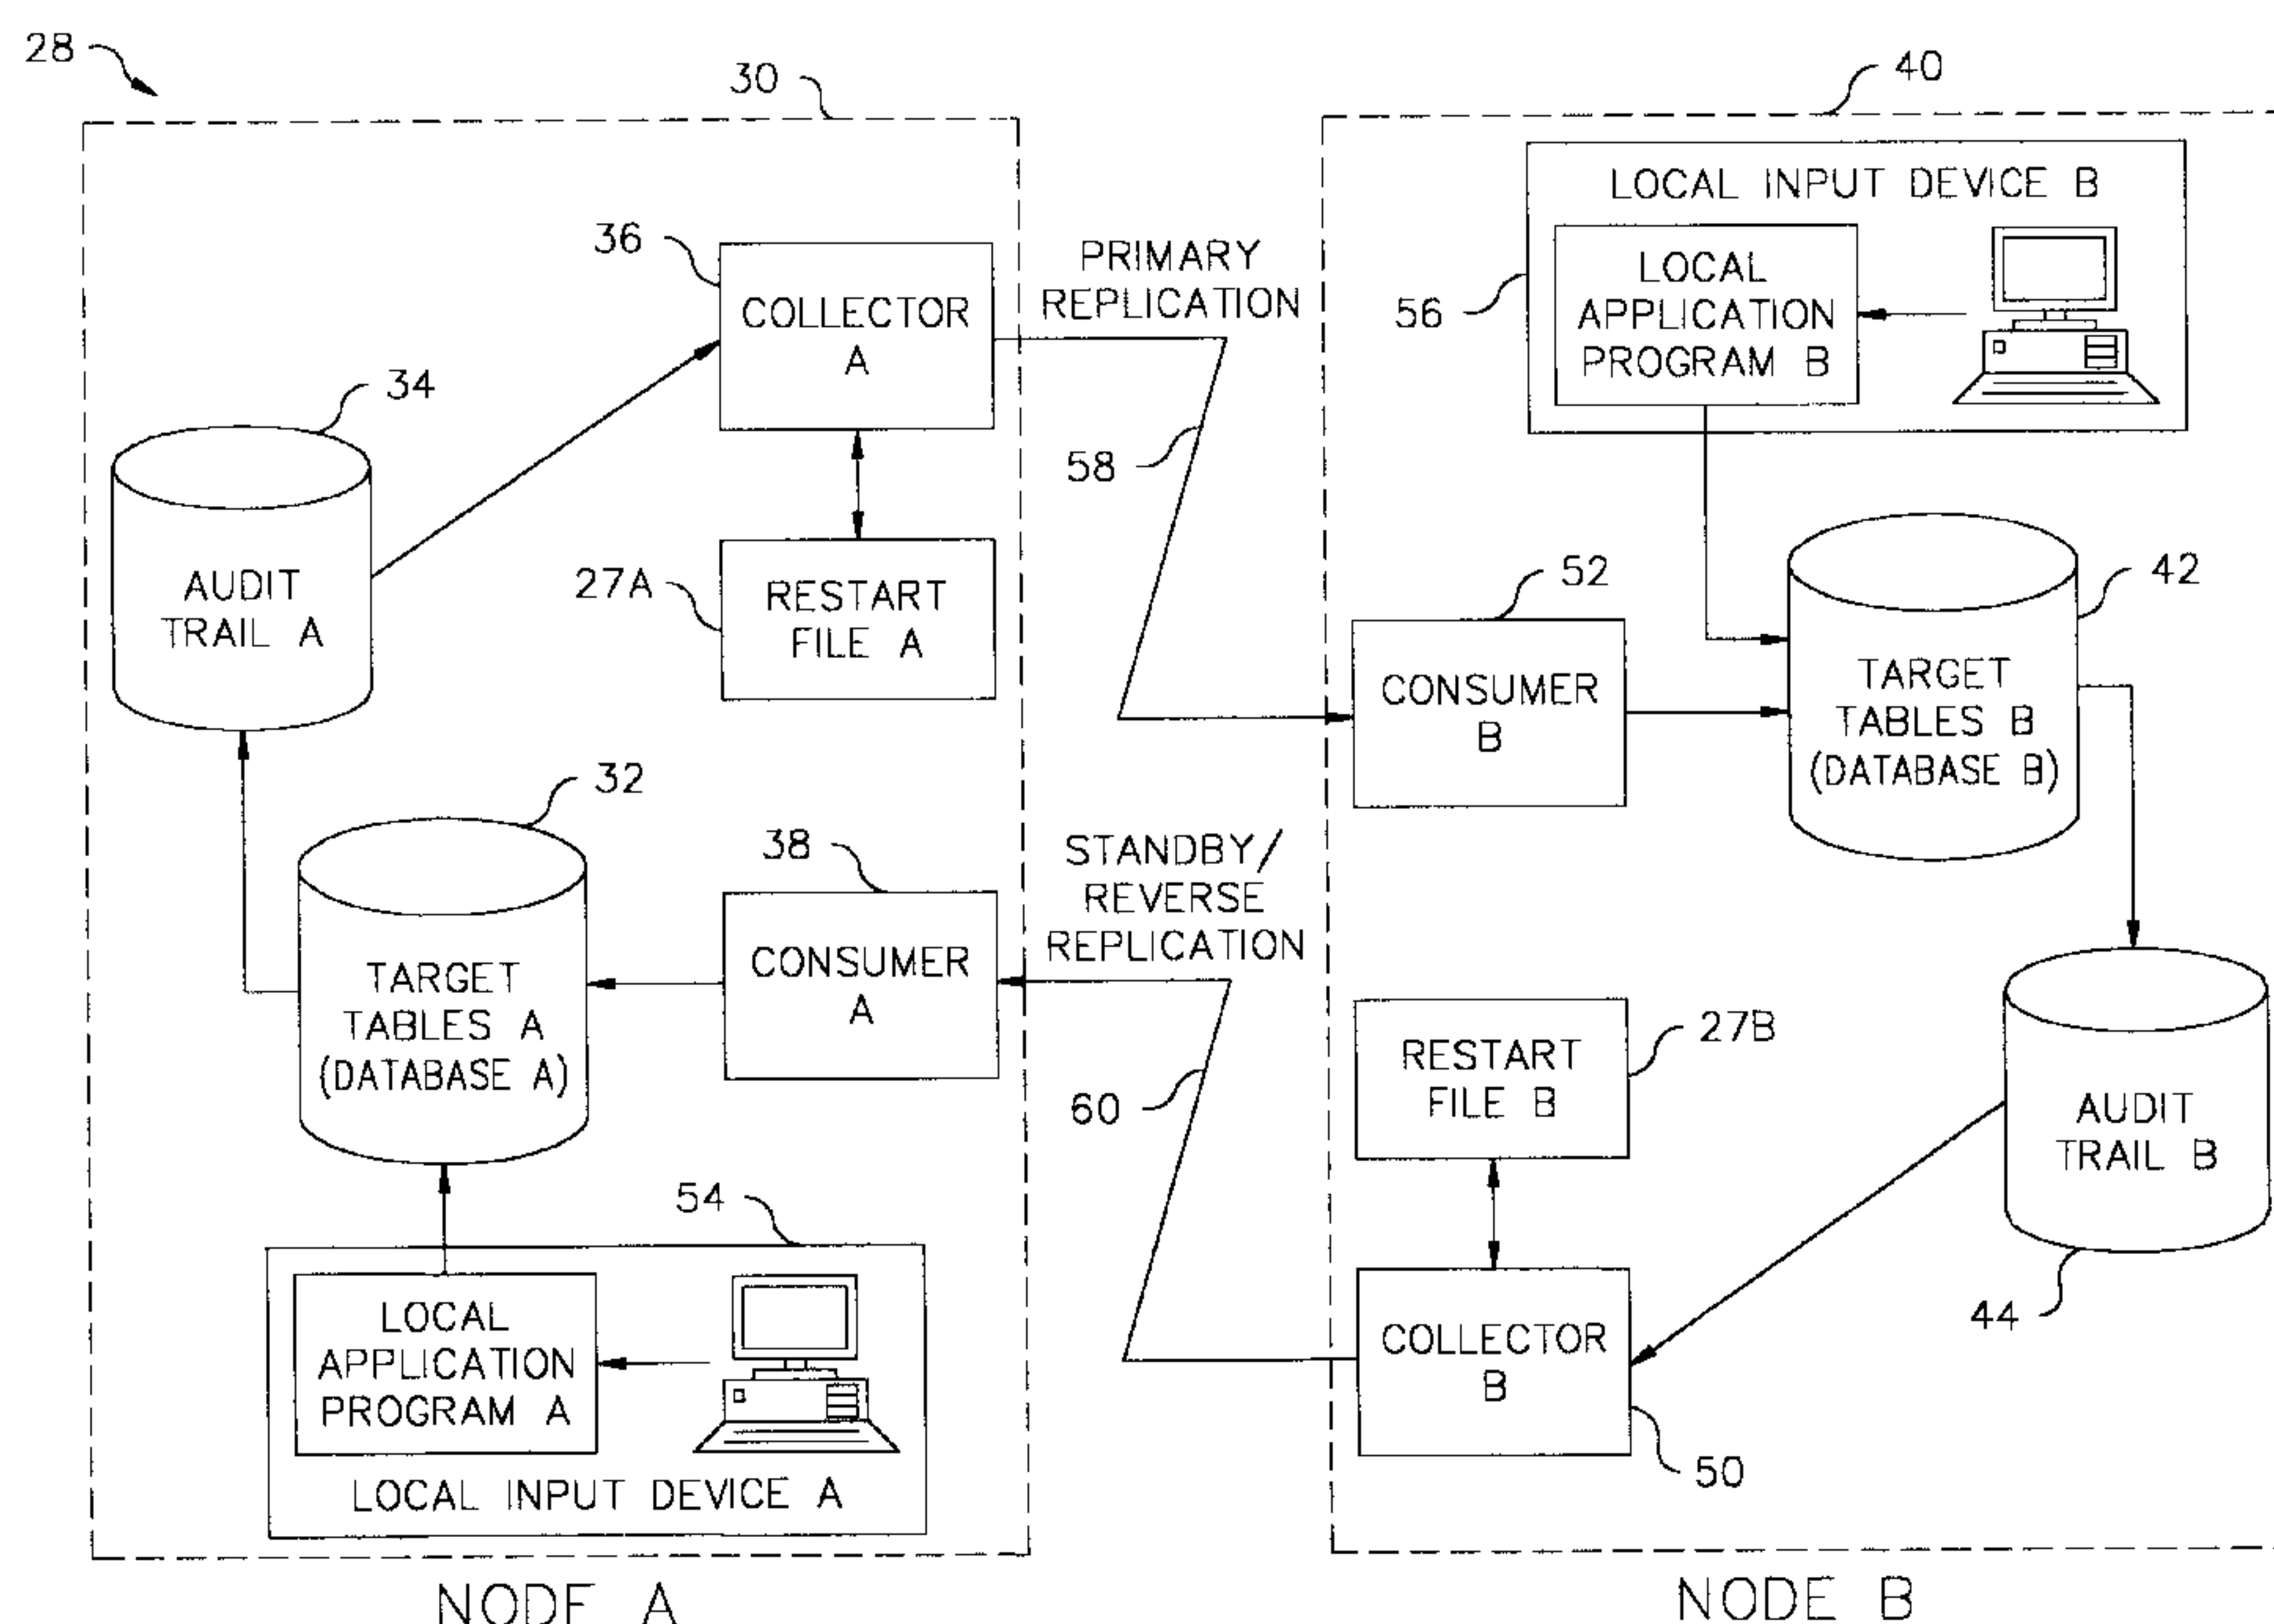 28
30
36
COLLECTOR
A
34
AUDIT
TRAIL A
27A
RESTART
FILE A
32
TARGET
TABLES A
(DATABASE A)
38
CONSUMER
A
54
LOCAL
APPLICATION
PROGRAM A
LOCAL INPUT DEVICE A
NODE A
PRIMARY
REPLICATION
58
STANDBY/
REVERSE
REPLICATION
60
40
LOCAL INPUT DEVICE B
56
LOCAL
APPLICATION
PROGRAM B
52
CONSUMER
B
42
TARGET
TABLES B
(DATABASE B)
27B
RESTART
FILE B
AUDIT
TRAIL B
44
COLLECTOR
B
50
NODE B